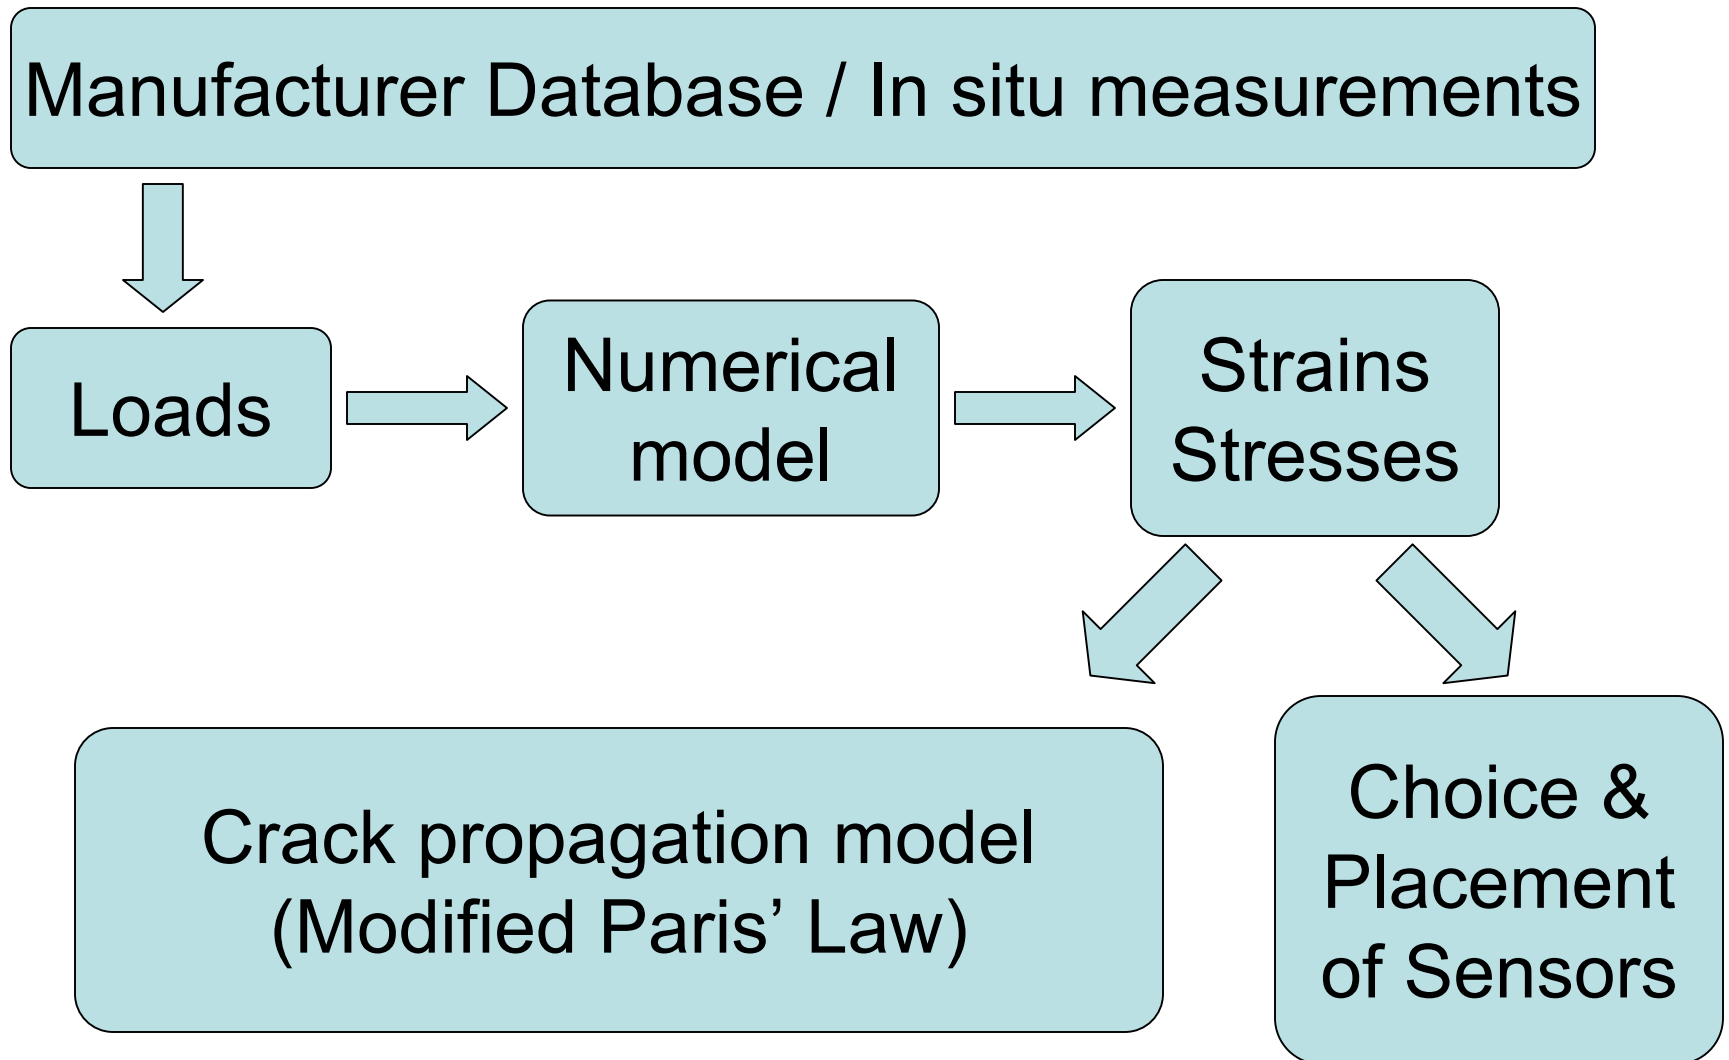 Manufacturer Database / In situ measurements
Loads
Numerical
model
Strains
Stresses
Crack propagation model
(Modified Paris’ Law)
Choice &
Placement
of Sensors